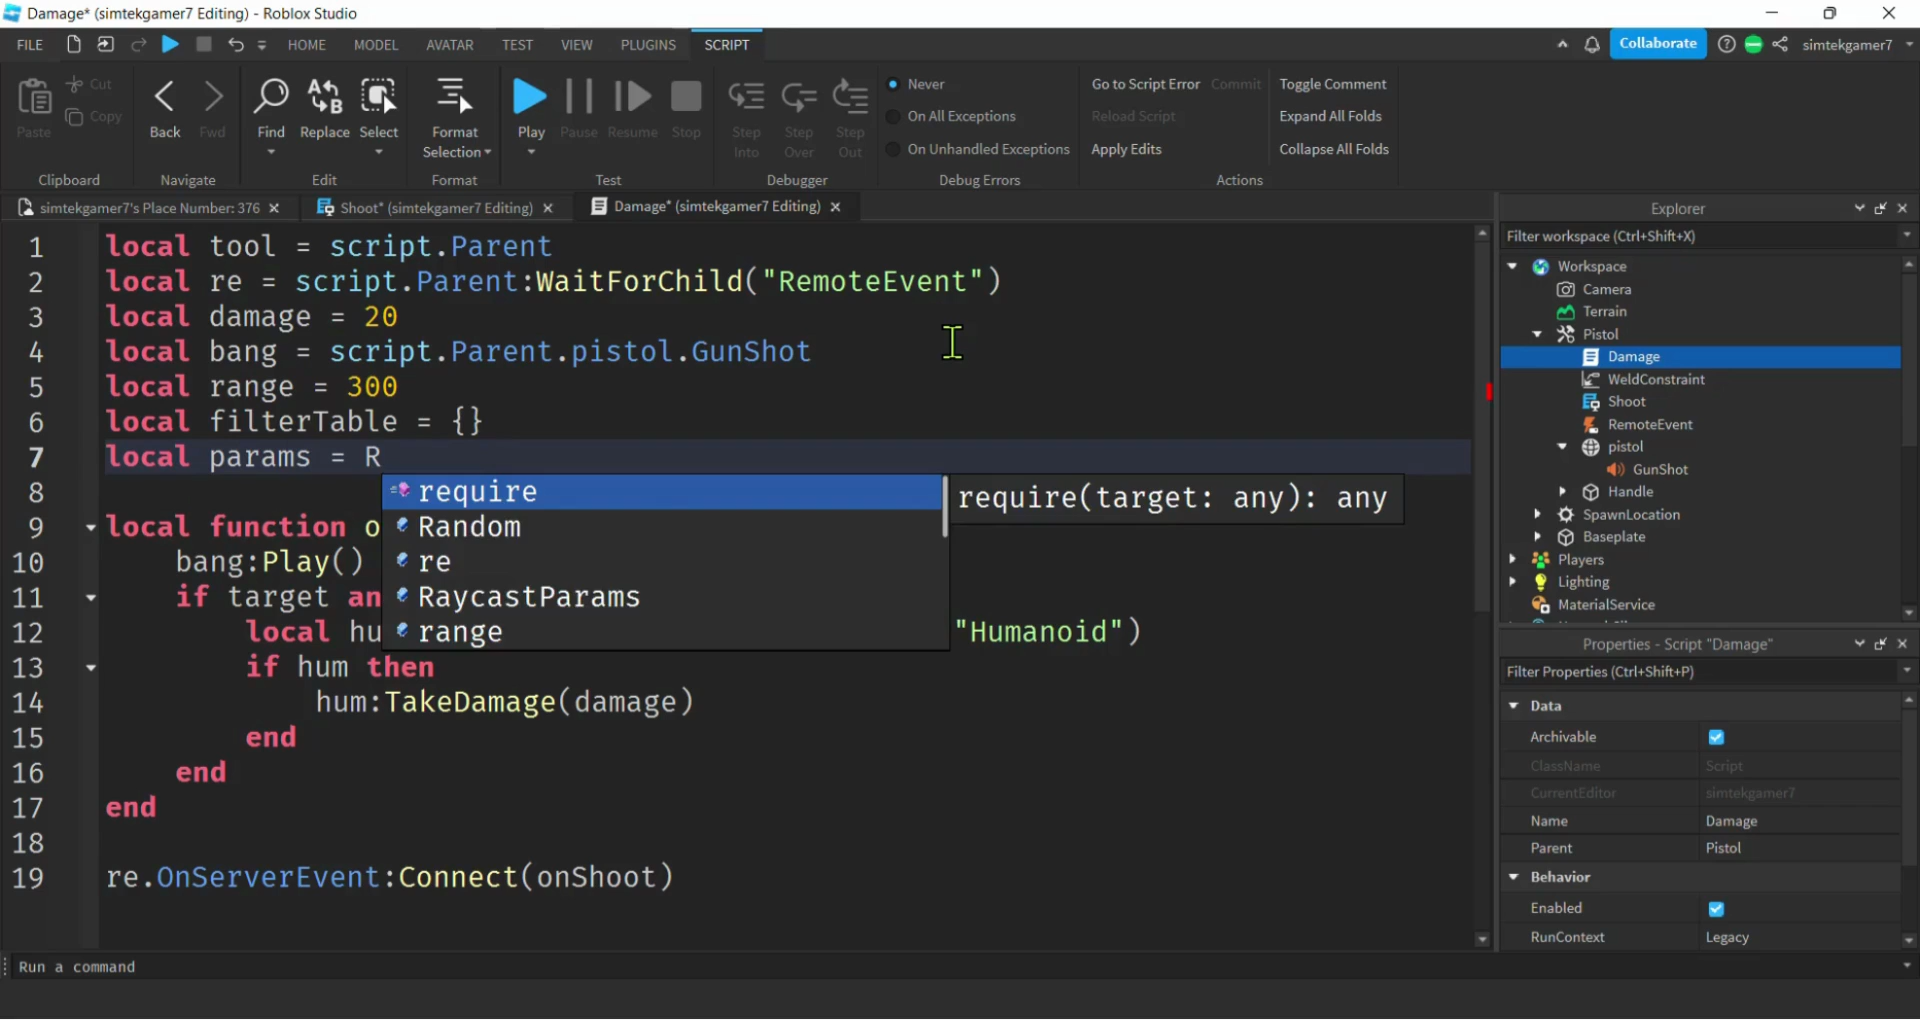 Damage* (simtekgamer7 Editing) - Roblox Studio
FILE HOME MODEL AVATAR TEST VIEW PLUGINS SCRIPT Collaborate simtekgamer7
Paste Cut Copy Clipboard
Back Fwd Navigate
Find Replace Select Edit
Format Selection Format
Play Pause Resume Stop Test
Step Into Step Over Step Out Debugger
Never
On All Exceptions
On Unhandled Exceptions
Debug Errors
Go to Script Error Commit
Reload Script
Apply Edits
Toggle Comment
Expand All Folds
Collapse All Folds
Actions
simtekgamer7's Place Number: 376 Shoot* (simtekgamer7 Editing) Damage* (simtekgamer7 Editing)
1 local tool = script.Parent
2 local re = script.Parent:WaitForChild("RemoteEvent")
3 local damage = 20
4 local bang = script.Parent.pistol.GunShot
5 local range = 300
6 local filterTable = {}
7 local params = R
8
9 local function o
10 bang:Play()
11 if target an
12 local hu "Humanoid")
13 if hum then
14 hum:TakeDamage(damage)
15 end
16 end
17 end
18
19 re.OnServerEvent:Connect(onShoot)
require
Random
re
RaycastParams
range
require(target: any): any
Explorer
Filter workspace (Ctrl+Shift+X)
Workspace
Camera
Terrain
Pistol
Damage
WeldConstraint
Shoot
RemoteEvent
pistol
GunShot
Handle
SpawnLocation
Baseplate
Players
Lighting
MaterialService
Properties - Script "Damage"
Filter Properties (Ctrl+Shift+P)
Data
Archivable
ClassName Script
CurrentEditor simtekgamer7
Name Damage
Parent Pistol
Behavior
Enabled
RunContext Legacy
Run a command